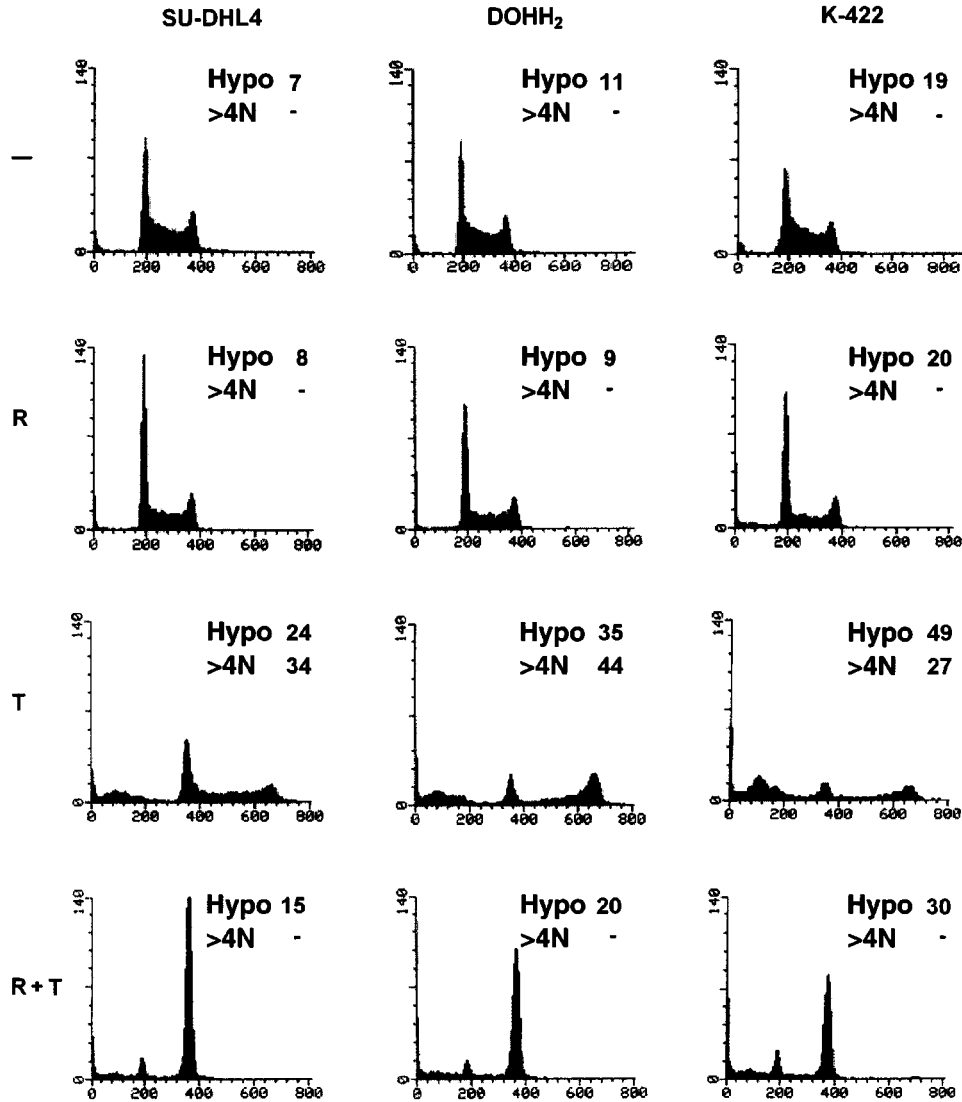 SU-DHL4 DOHH₂ K-422
140 Hypo 7 140 Hypo 11 140 Hypo 19
>4N - >4N - >4N -
—
0 0 0
0 200 400 600 800 0 200 400 600 800 0 200 400 600 800
140 Hypo 8 140 Hypo 9 140 Hypo 20
>4N - >4N - >4N -
R
0 0 0
0 200 400 600 800 0 200 400 600 800 0 200 400 600 800
140 Hypo 24 140 Hypo 35 140 Hypo 49
>4N 34 >4N 44 >4N 27
T
0 0 0
0 200 400 600 800 0 200 400 600 800 0 200 400 600 800
140 Hypo 15 140 Hypo 20 140 Hypo 30
>4N - >4N - >4N -
R + T
0 0 0
0 200 400 600 800 0 200 400 600 800 0 200 400 600 800